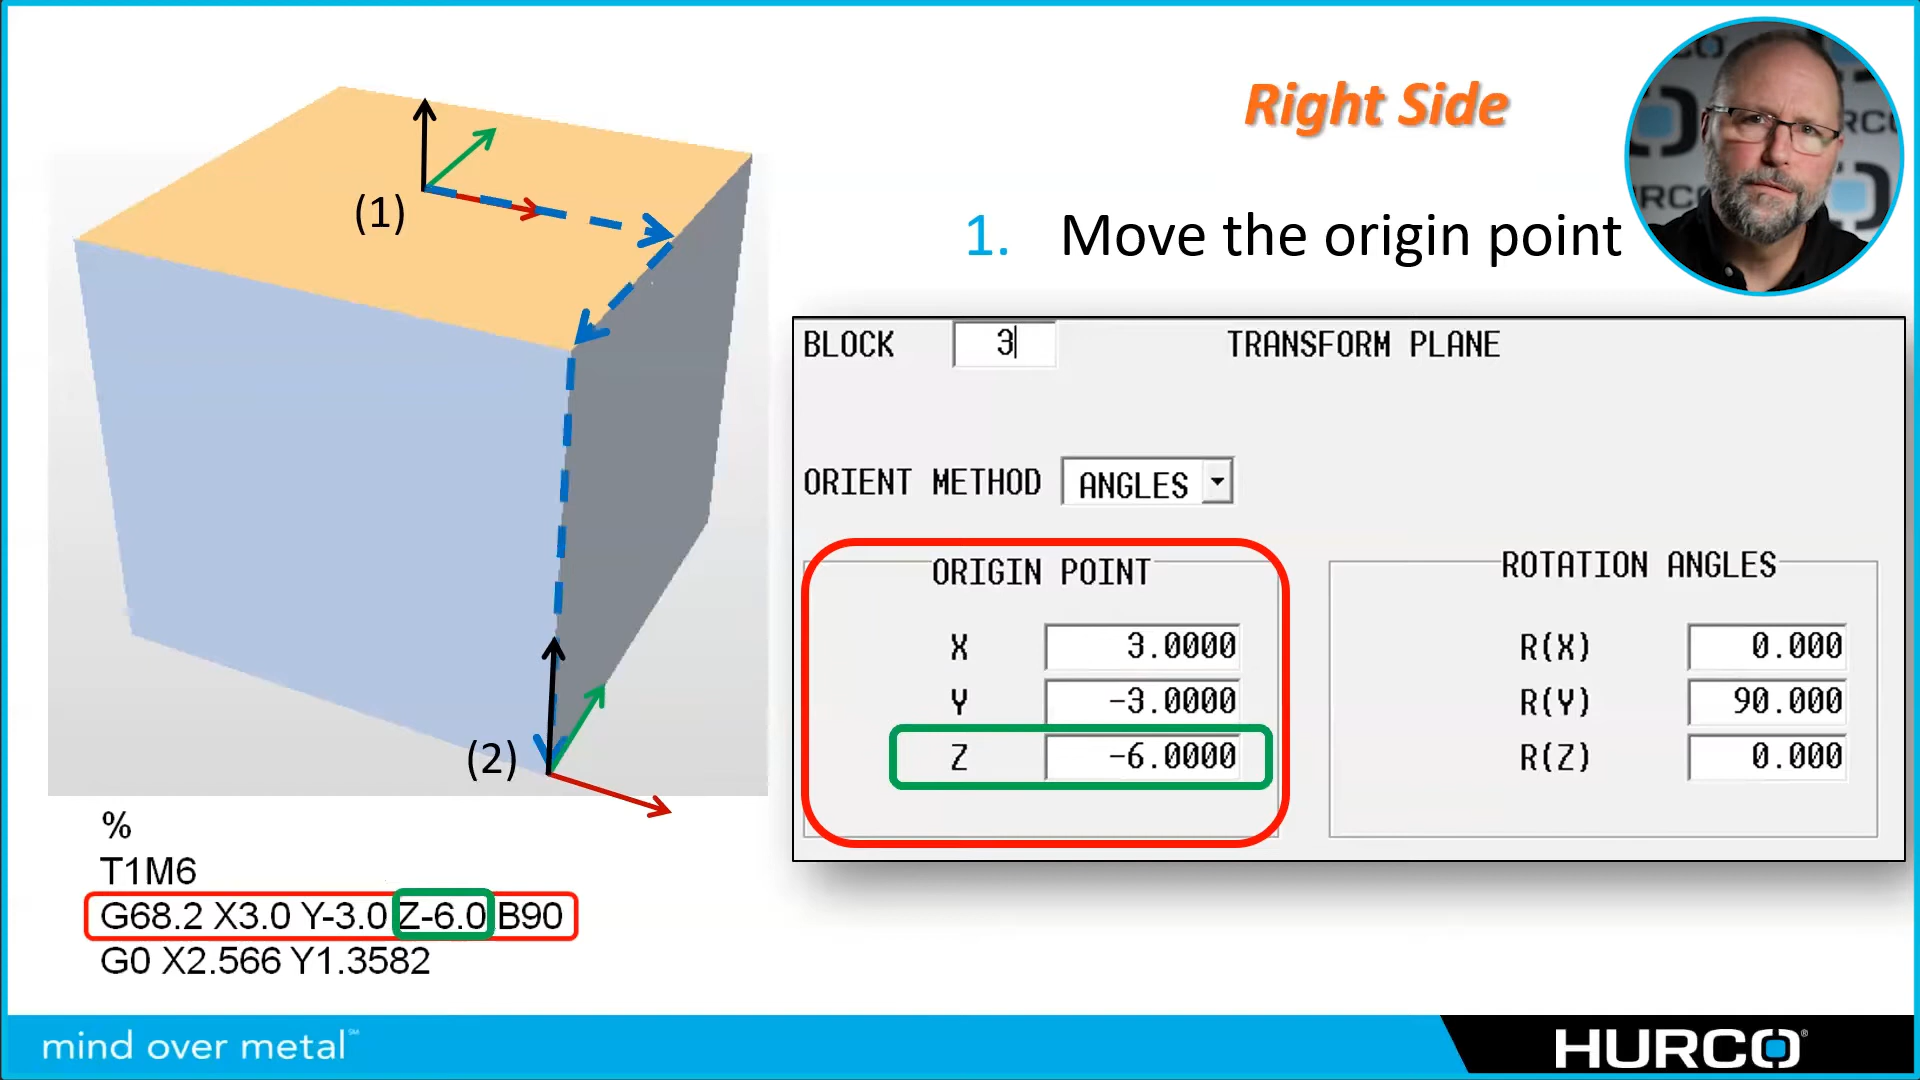 Right Side
1. Move the origin point
(1)
(2)
BLOCK 3 TRANSFORM PLANE
ORIENT METHOD ANGLES
ORIGIN POINT
X 3.0000
Y -3.0000
Z -6.0000
ROTATION ANGLES
R(X) 0.000
R(Y) 90.000
R(Z) 0.000
%
T1M6
G68.2 X3.0 Y-3.0 Z-6.0 B90
G0 X2.566 Y1.3582
mind over metal℠
HURCO®